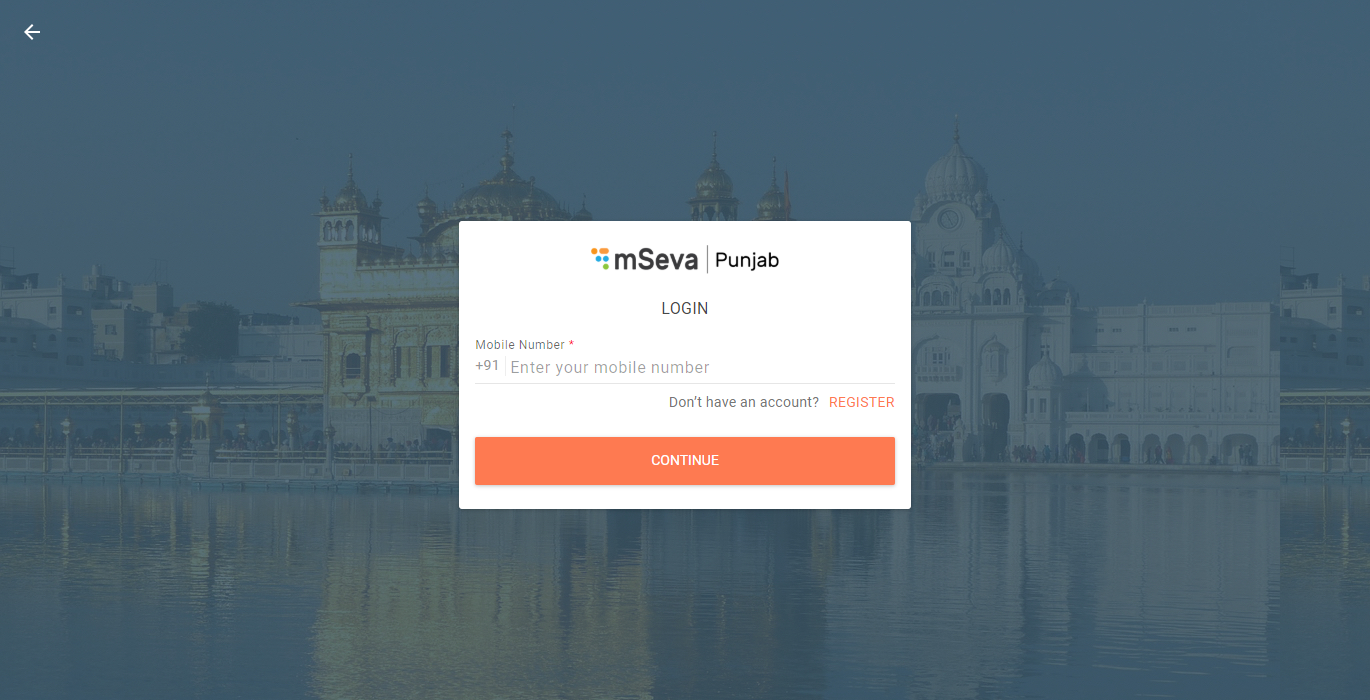 mSeva | Punjab
LOGIN
Mobile Number *
+91 Enter your mobile number
Don't have an account? REGISTER
CONTINUE